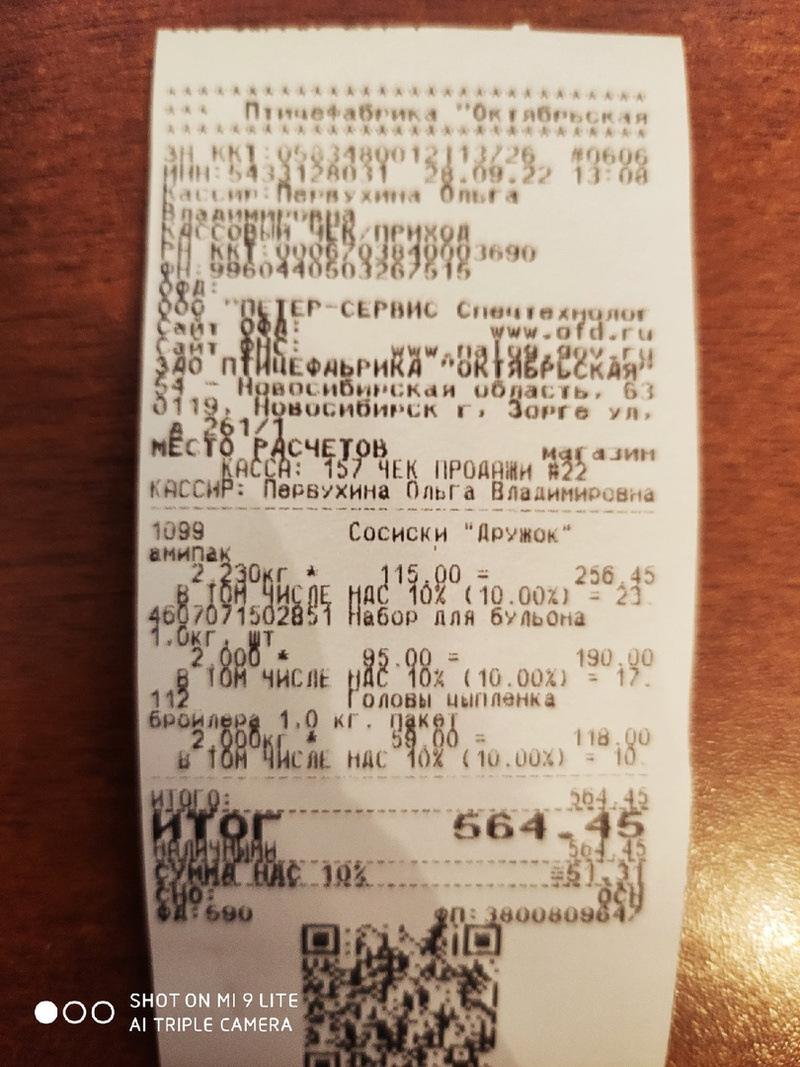 *** Птичефабрика "Октябрьская
ЗН ККТ: #0606
ИНН:5433128031 28.09.22 13:08
Кассир:Первухина Ольга
Владимировна
КАССОВЫЙ ЧЕК/ПРИХОД
РН ККТ:0006703840003690
ФН:9960440503267515
ОФД:
ООО "ПЕТЕР-СЕРВИС Спецтехнолог
Сайт ОФД: www.ofd.ru
Сайт ФНС: www.nalog.gov.ru
ЗАО ПТИЦЕФАБРИКА "ОКТЯБРЬСКАЯ"
54 - Новосибирская область, 63
0119, Новосибирск г, Зорге ул,
д 261/1
МЕСТО РАСЧЕТОВ магазин
КАССА: 157 ЧЕК ПРОДАЖИ #22
КАССИР: Первухина Ольга Владимировна
1099 Сосиски "Дружок"
амипак
2,230кг * 115.00 = 256.45
В ТОМ ЧИСЛЕ НДС 10% (10.00%) = 23.
4607071502851 Набор для бульона
1.0кг, шт
2.000 * 95.00 = 190.00
В ТОМ ЧИСЛЕ НДС 10% (10.00%) = 17.
112 Головы цыпленка
бройлера 1,0 кг. пакет
2.000кг * 59.00 = 118.00
В ТОМ ЧИСЛЕ НДС 10% (10.00%) = 10.
ИТОГО: 564.45
ИТОГ 564.45
НАЛИЧНЫМИ 564.45
СУММА НДС 10% =51.31
СНО: ОСН
ФД:690 ФП:3800809647
SHOT ON MI 9 LITE
AI TRIPLE CAMERA